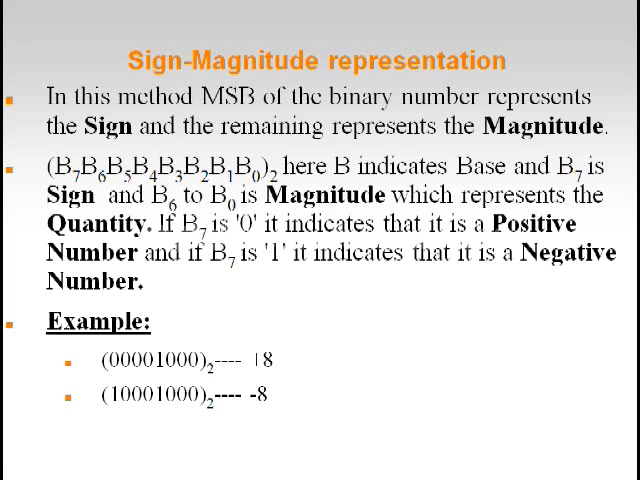 Sign-Magnitude representation
In this method MSB of the binary number represents
the Sign and the remaining represents the Magnitude.
(B₇B₆B₅B₄B₃B₂B₁B₀)₂ here B indicates Base and B₇ is
Sign and B₆ to B₀ is Magnitude which represents the
Quantity. If B₇ is '0' it indicates that it is a Positive
Number and if B₇ is '1' it indicates that it is a Negative
Number.
Example:
(00001000)₂---- +8
(10001000)₂---- -8